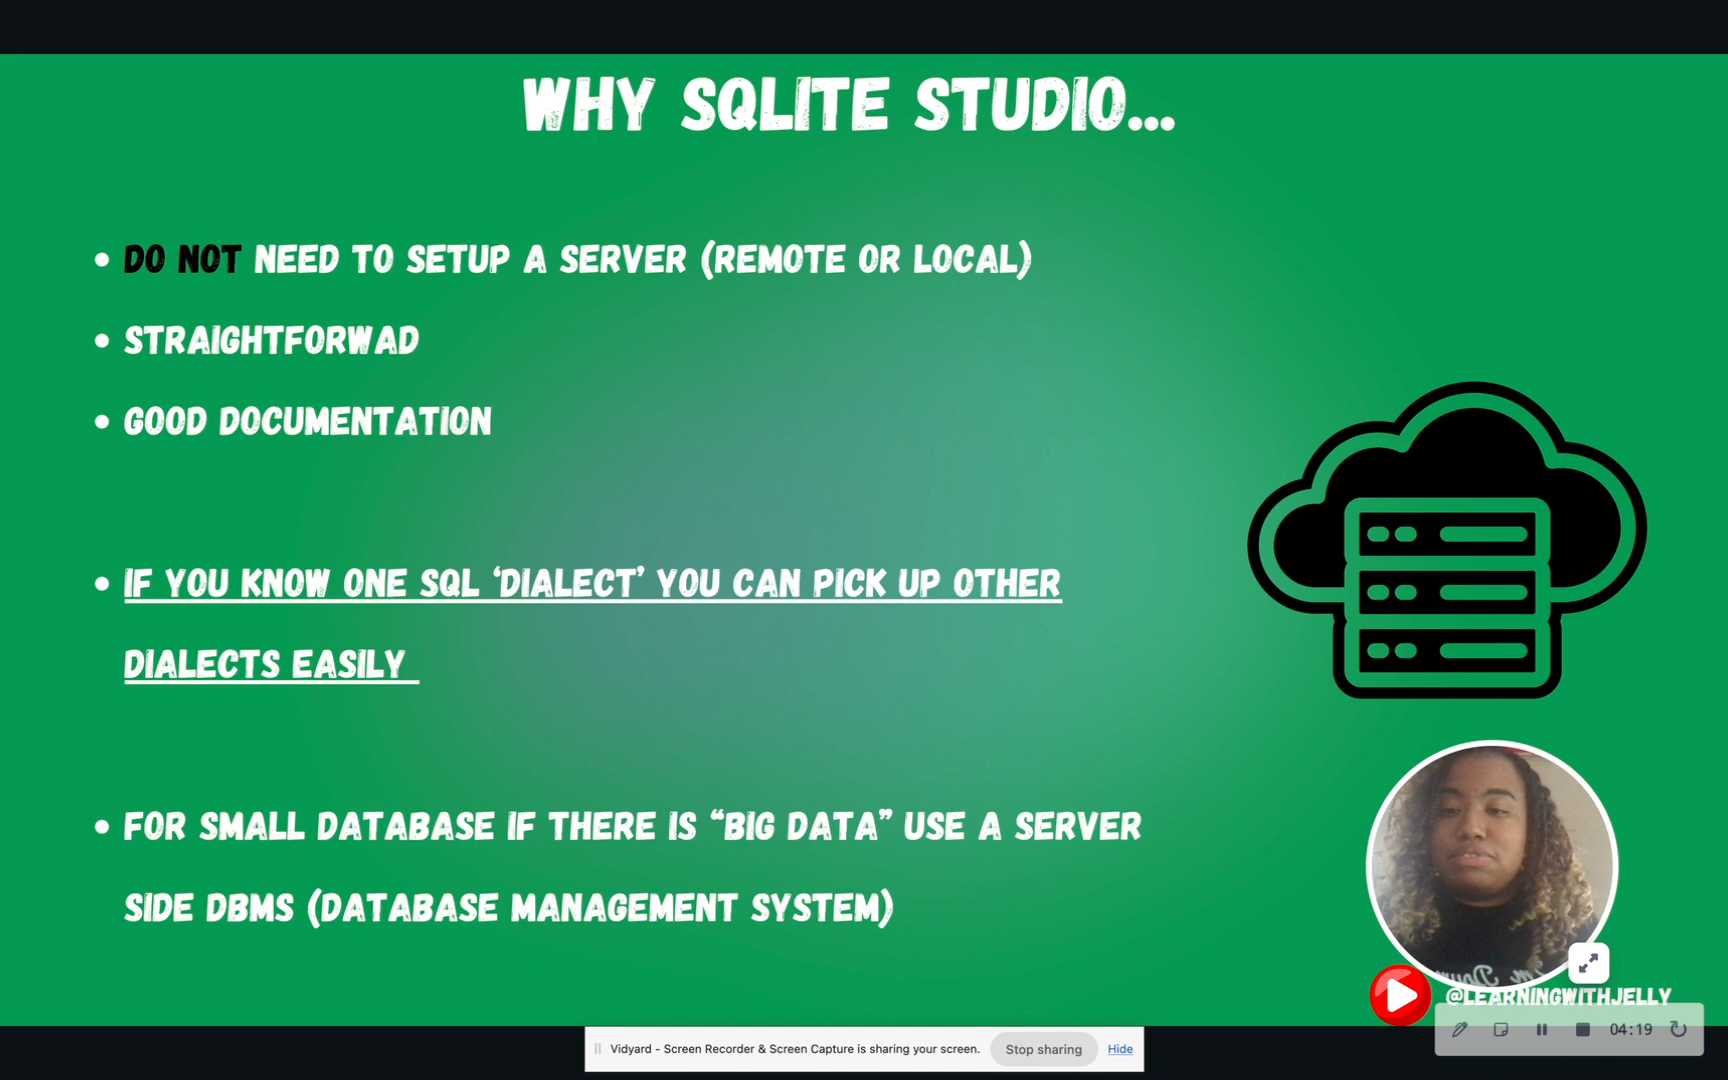 WHY SQLITE STUDIO...
DO NOT NEED TO SETUP A SERVER (REMOTE OR LOCAL)
STRAIGHTFORWAD
GOOD DOCUMENTATION
IF YOU KNOW ONE SQL ‘DIALECT’ YOU CAN PICK UP OTHER
DIALECTS EASILY
FOR SMALL DATABASE IF THERE IS “BIG DATA” USE A SERVER
SIDE DBMS (DATABASE MANAGEMENT SYSTEM)
@LEARNINGWITHJELLY
04:19
Vidyard - Screen Recorder & Screen Capture is sharing your screen. Stop sharing Hide